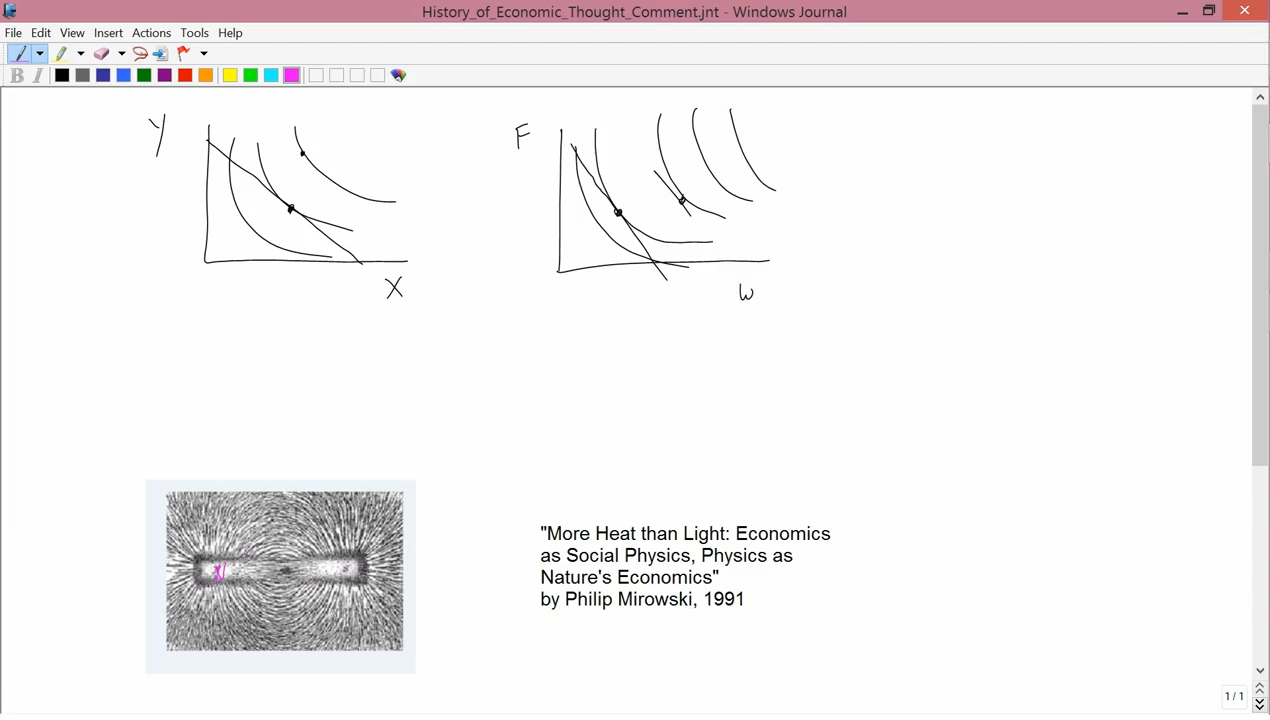 History_of_Economic_Thought_Comment.jnt - Windows Journal
File Edit View Insert Actions Tools Help
B I
Y
F
X
W
N
"More Heat than Light: Economics
as Social Physics, Physics as
Nature's Economics"
by Philip Mirowski, 1991
1 / 1